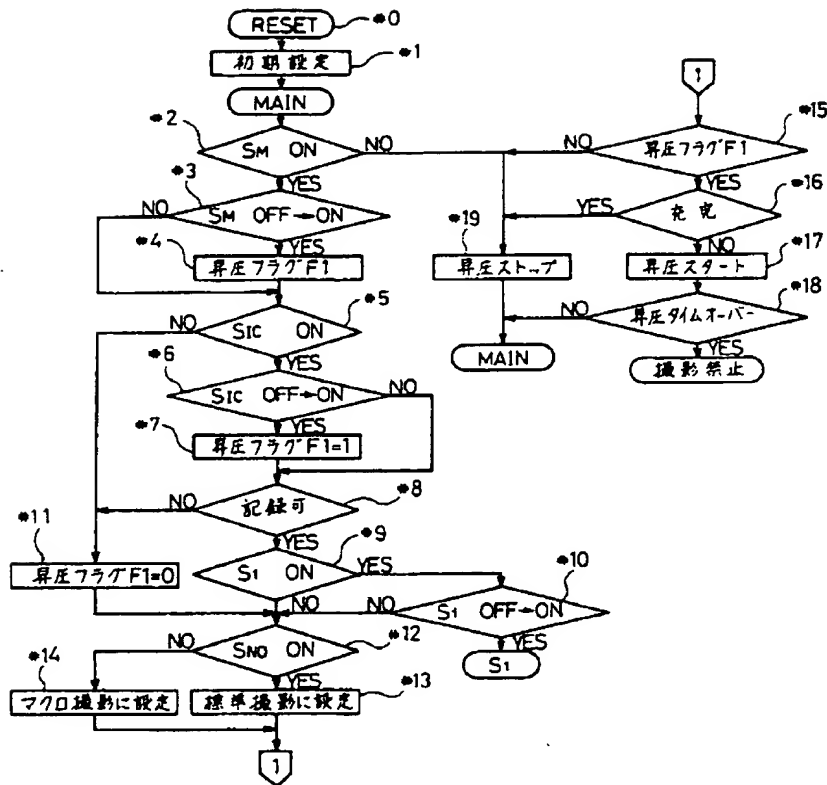 RESET
*0
初期設定
*1
MAIN
*2
SM ON
NO
YES
*3
NO
SM OFF→ON
YES
*4
昇圧フラグF1
*5
NO
SIC ON
YES
*6
SIC OFF→ON
NO
YES
*7
昇圧フラグF1=1
*8
NO
記録可
YES
*9
S1 ON
YES
NO
*10
NO
S1 OFF→ON
YES
S1
*11
昇圧フラグF1=0
*12
NO
SNO ON
YES
*14
マクロ撮影に設定
*13
標準撮影に設定
1
1
*15
NO
昇圧フラグF1
YES
*16
YES
充完
NO
*19
昇圧ストップ
*17
昇圧スタート
*18
NO
昇圧タイムオーバー
YES
MAIN
撮影禁止